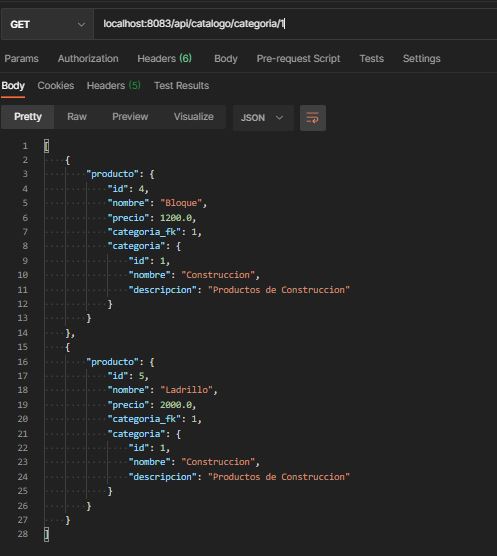 GET localhost:8083/api/catalogo/categoria/1
Params Authorization Headers (6) Body Pre-request Script Tests Settings
Body Cookies Headers (5) Test Results
Pretty Raw Preview Visualize JSON
1 [
2 {
3 "producto": {
4 "id": 4,
5 "nombre": "Bloque",
6 "precio": 1200.0,
7 "categoria_fk": 1,
8 "categoria": {
9 "id": 1,
10 "nombre": "Construccion",
11 "descripcion": "Productos de Construccion"
12 }
13 }
14 },
15 {
16 "producto": {
17 "id": 5,
18 "nombre": "Ladrillo",
19 "precio": 2000.0,
20 "categoria_fk": 1,
21 "categoria": {
22 "id": 1,
23 "nombre": "Construccion",
24 "descripcion": "Productos de Construccion"
25 }
26 }
27 }
28 ]